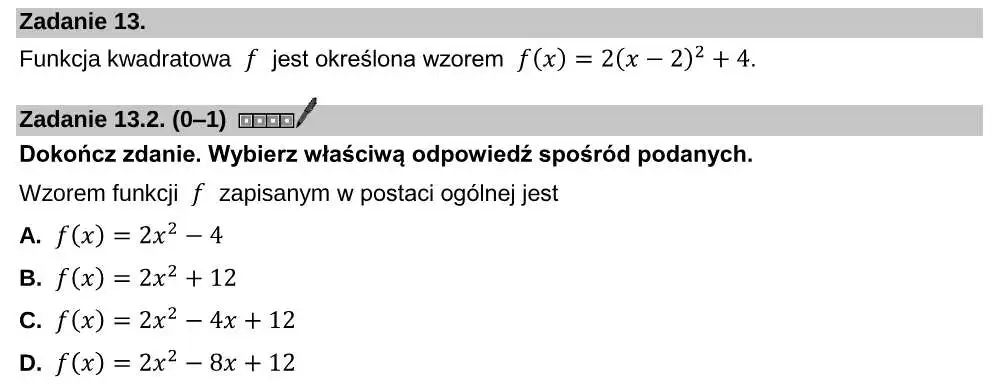 Zadanie 13.
Funkcja kwadratowa f jest określona wzorem f(x) = 2(x − 2)² + 4.
Zadanie 13.2. (0–1)
Dokończ zdanie. Wybierz właściwą odpowiedź spośród podanych.
Wzorem funkcji f zapisanym w postaci ogólnej jest
A. f(x) = 2x² − 4
B. f(x) = 2x² + 12
C. f(x) = 2x² − 4x + 12
D. f(x) = 2x² − 8x + 12